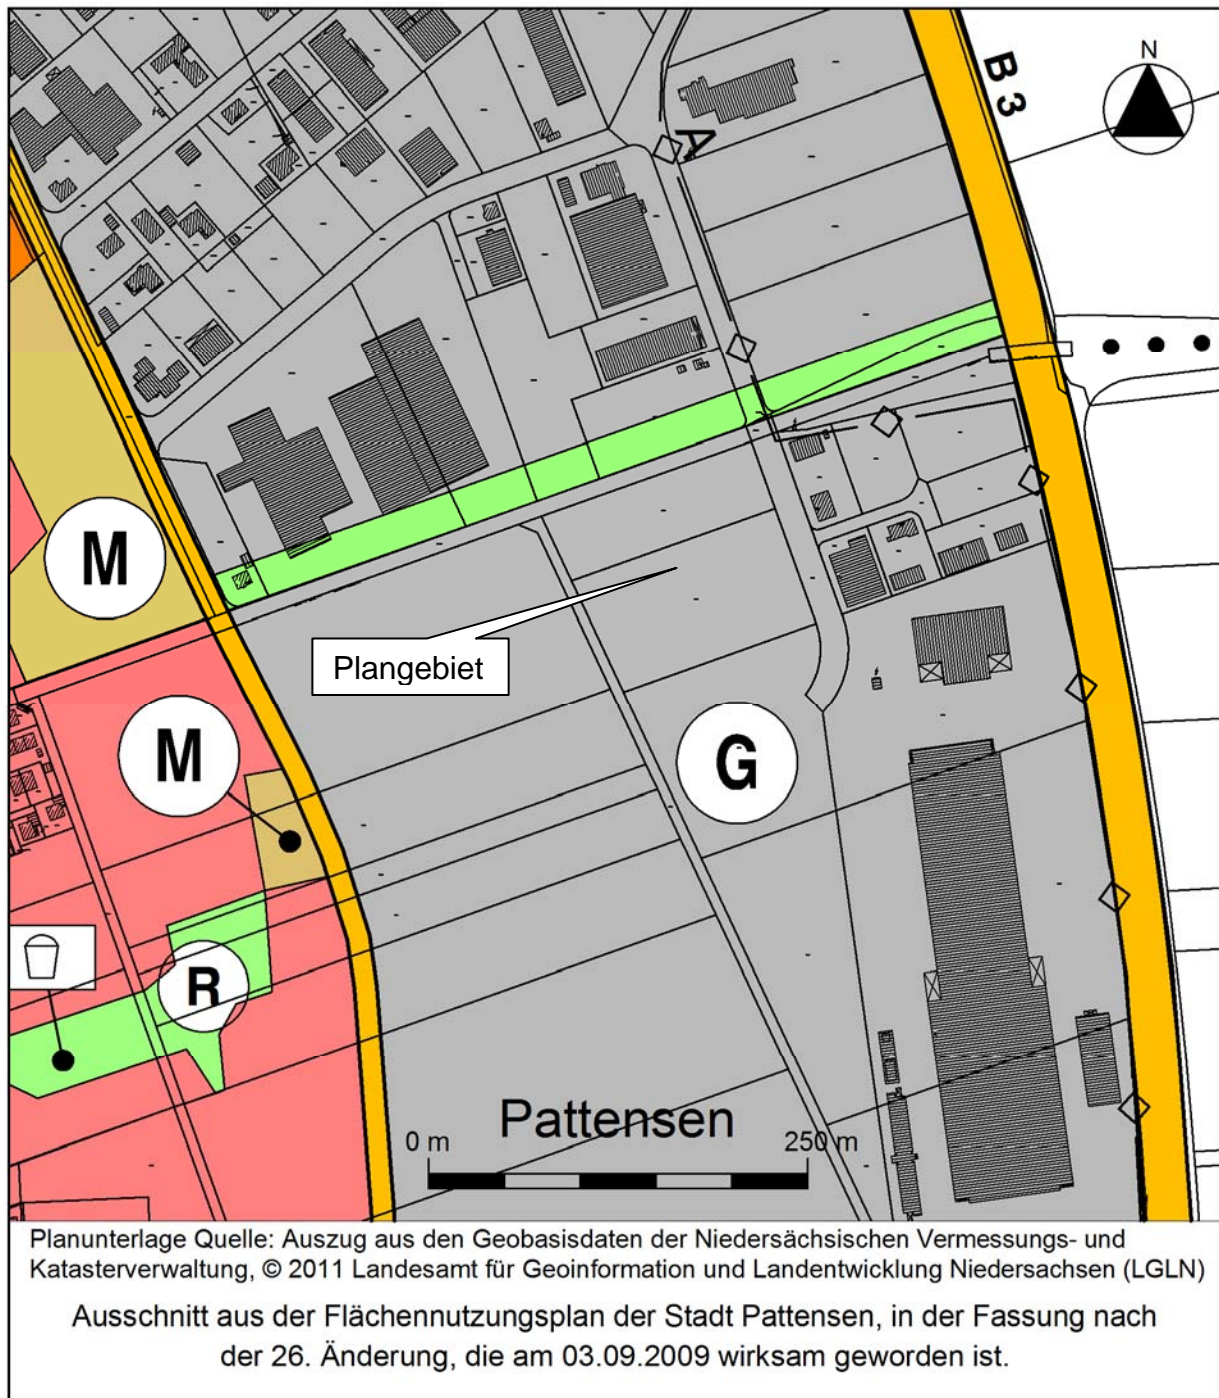 B 3
N
A
M
Plangebiet
M
G
R
Pattensen
0 m 250 m
Planunterlage Quelle: Auszug aus den Geobasisdaten der Niedersächsischen Vermessungs- und
Katasterverwaltung, © 2011 Landesamt für Geoinformation und Landentwicklung Niedersachsen (LGLN)
Ausschnitt aus der Flächennutzungsplan der Stadt Pattensen, in der Fassung nach
der 26. Änderung, die am 03.09.2009 wirksam geworden ist.